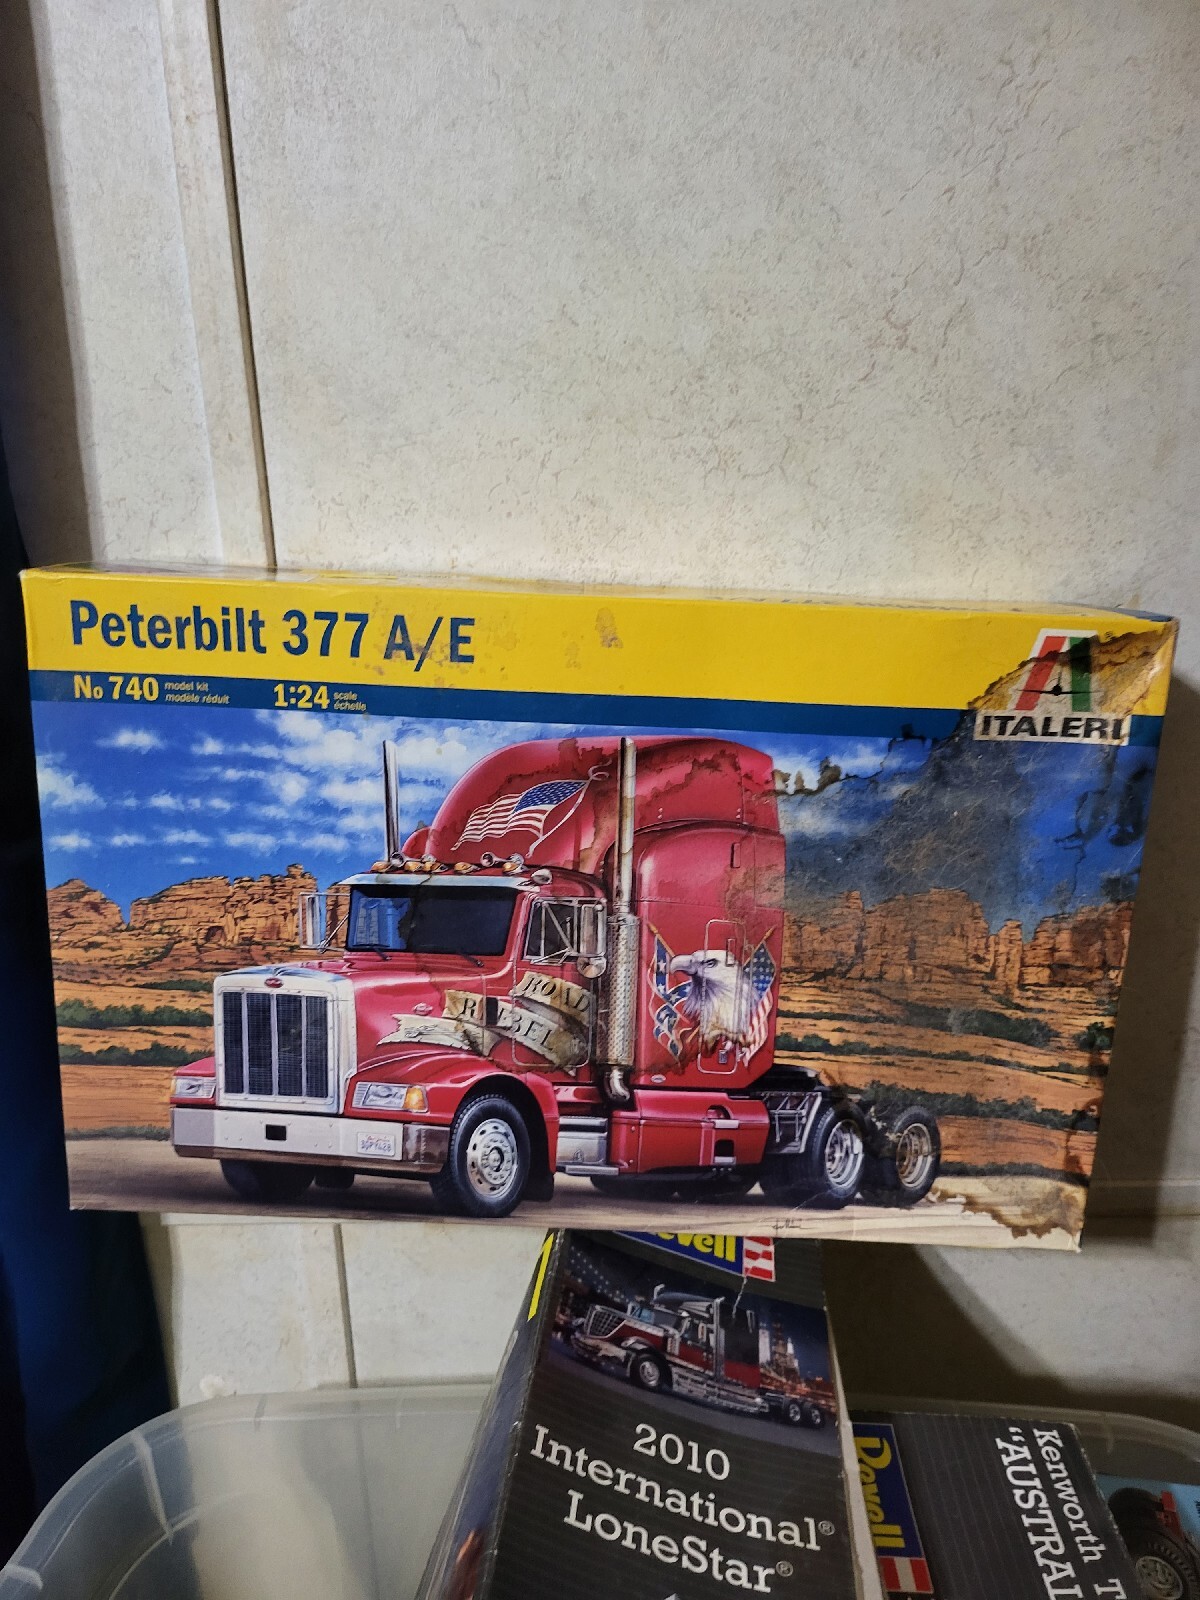 Peterbilt 377 A/E
No 740 model kit
modèle réduit
1:24 scale
échelle
ITALERI
ROAD
REBEL
Revell
2010
International®
LoneStar®
Revell
Kenworth
"AUSTRAL